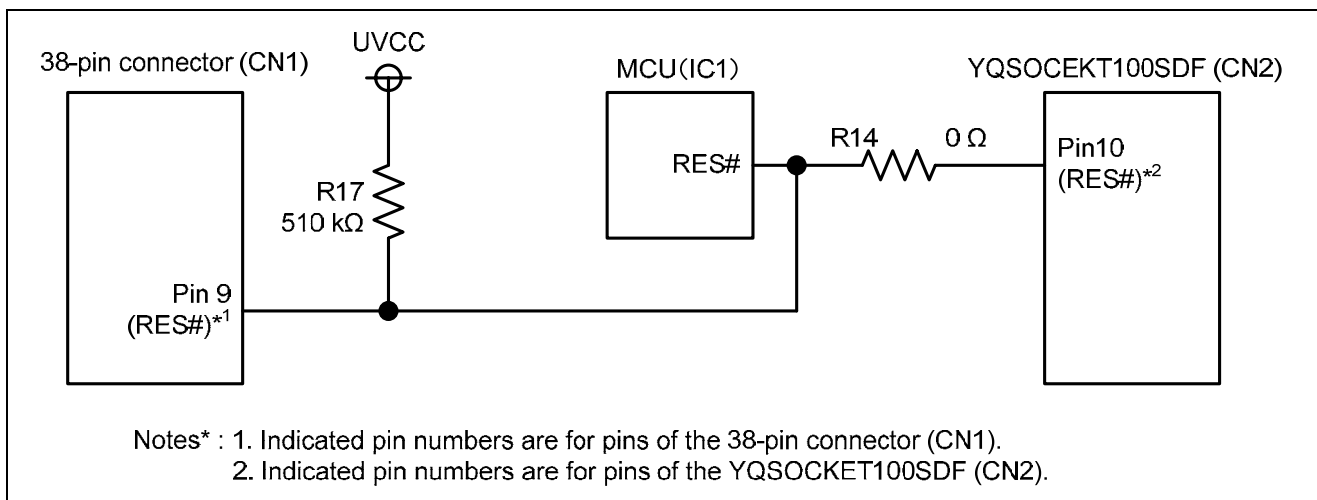 UVCC
38-pin connector (CN1)
MCU(IC1)
YQSOCEKT100SDF (CN2)
R14
0 Ω
RES#
Pin10
(RES#)*2
R17
510 kΩ
Pin 9
(RES#)*1
Notes* : 1. Indicated pin numbers are for pins of the 38-pin connector (CN1).
2. Indicated pin numbers are for pins of the YQSOCKET100SDF (CN2).